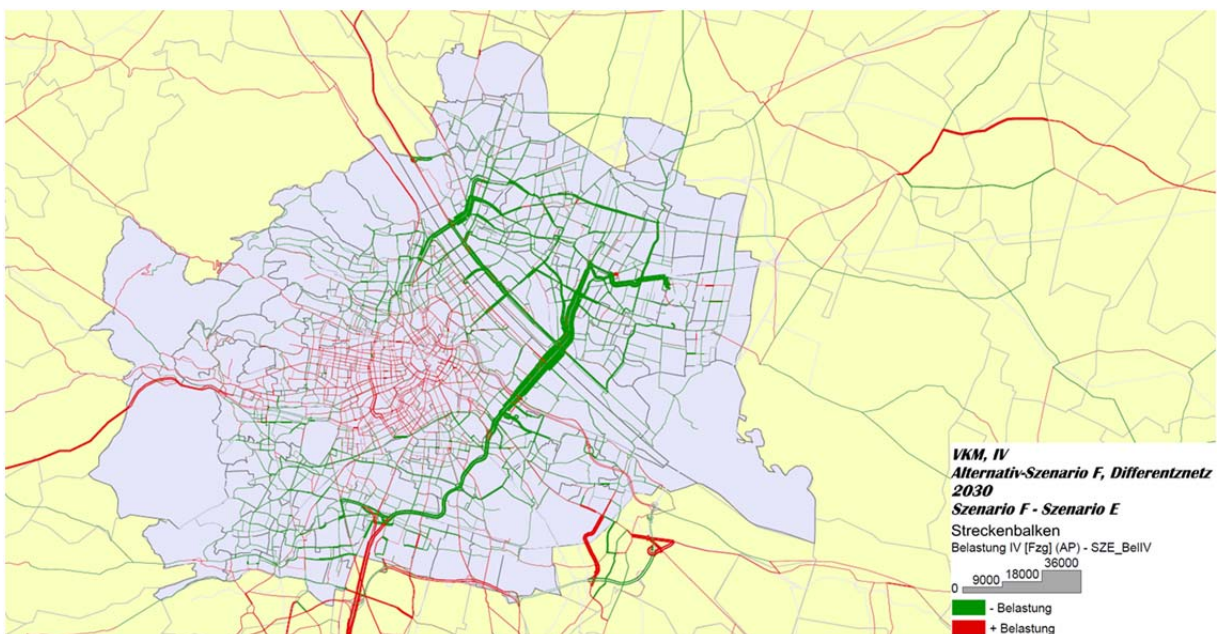 VKM, IV
Alternativ-Szenario F, Differentznetz
2030
Szenario F - Szenario E
Streckenbalken
Belastung IV [Fzg] (AP) - SZE_BelIV
0 9000 18000 36000
- Belastung
+ Belastung